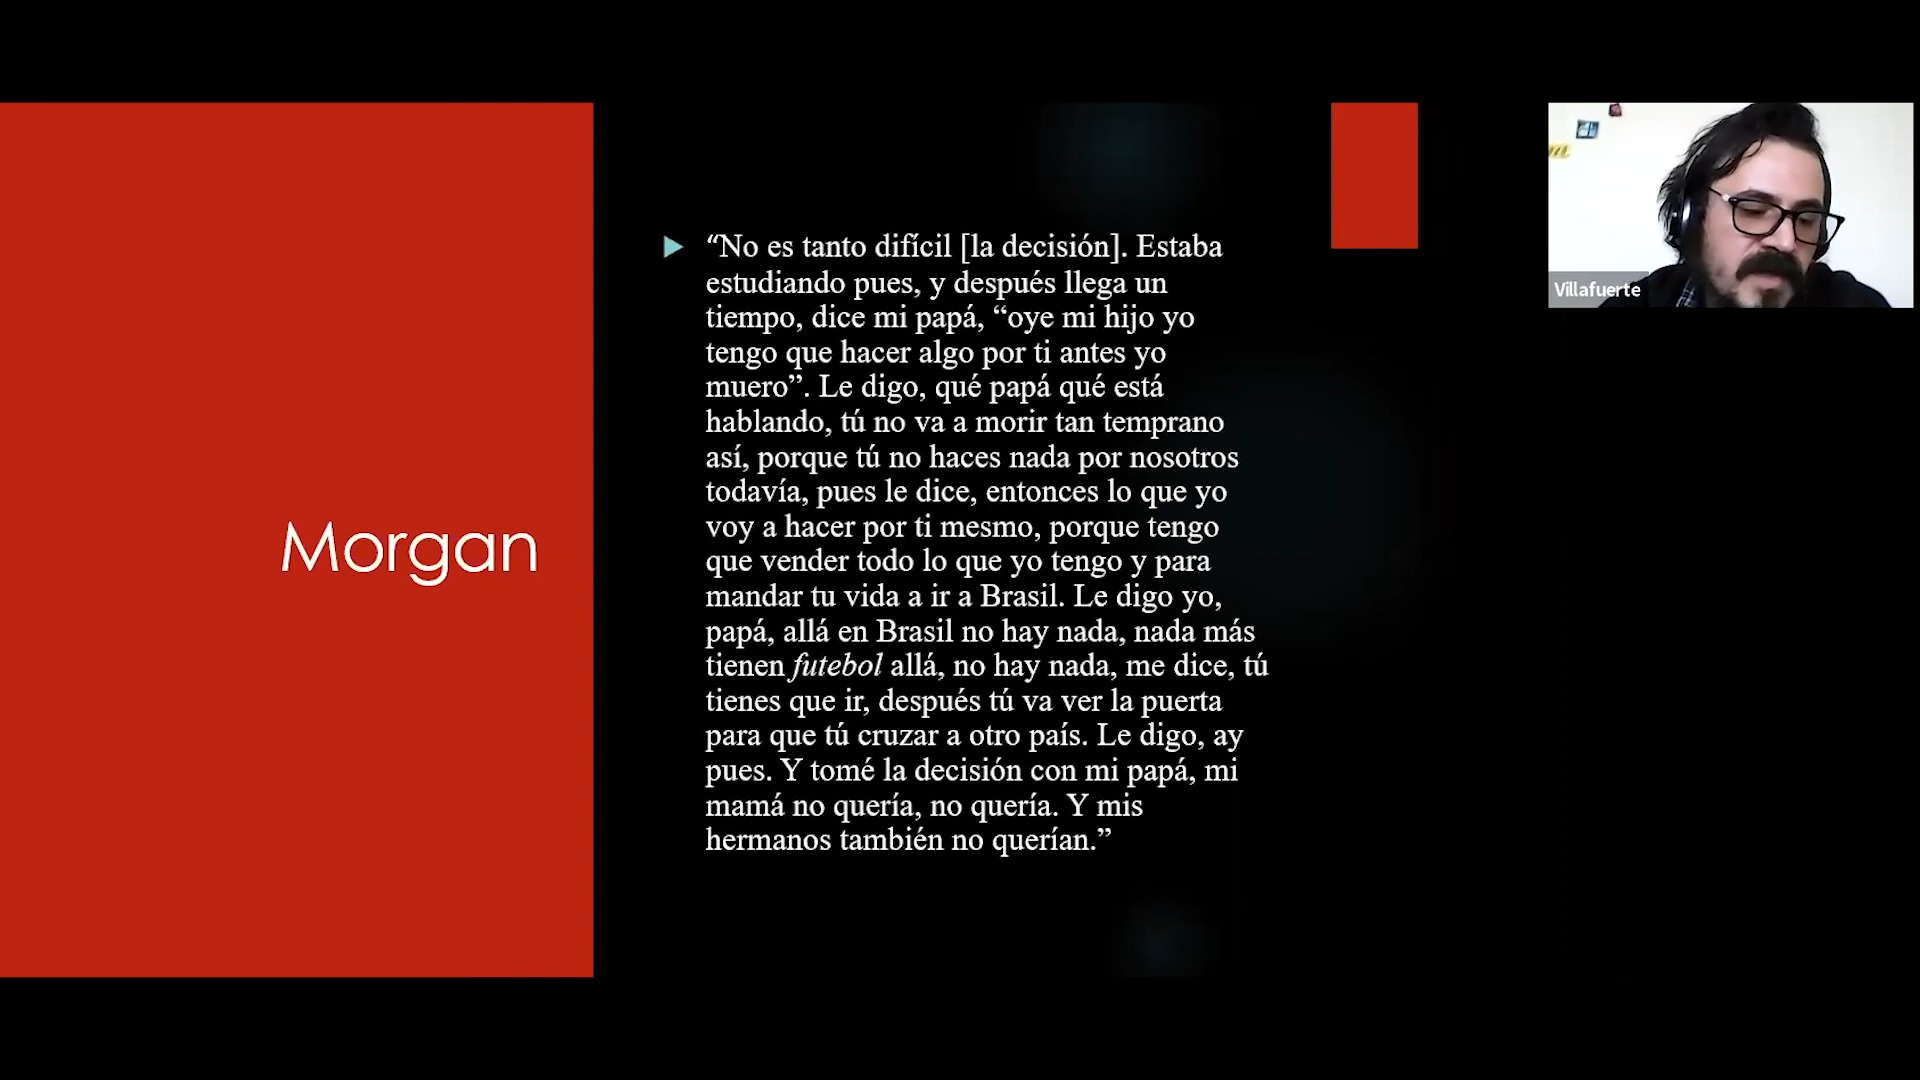 Morgan
“No es tanto difícil [la decisión]. Estaba
estudiando pues, y después llega un
tiempo, dice mi papá, “oye mi hijo yo
tengo que hacer algo por ti antes yo
muero”. Le digo, qué papá qué está
hablando, tú no va a morir tan temprano
así, porque tú no haces nada por nosotros
todavía, pues le dice, entonces lo que yo
voy a hacer por ti mesmo, porque tengo
que vender todo lo que yo tengo y para
mandar tu vida a ir a Brasil. Le digo yo,
papá, allá en Brasil no hay nada, nada más
tienen futebol allá, no hay nada, me dice, tú
tienes que ir, después tú va ver la puerta
para que tú cruzar a otro país. Le digo, ay
pues. Y tomé la decisión con mi papá, mi
mamá no quería, no quería. Y mis
hermanos también no querían.”
Villafuerte